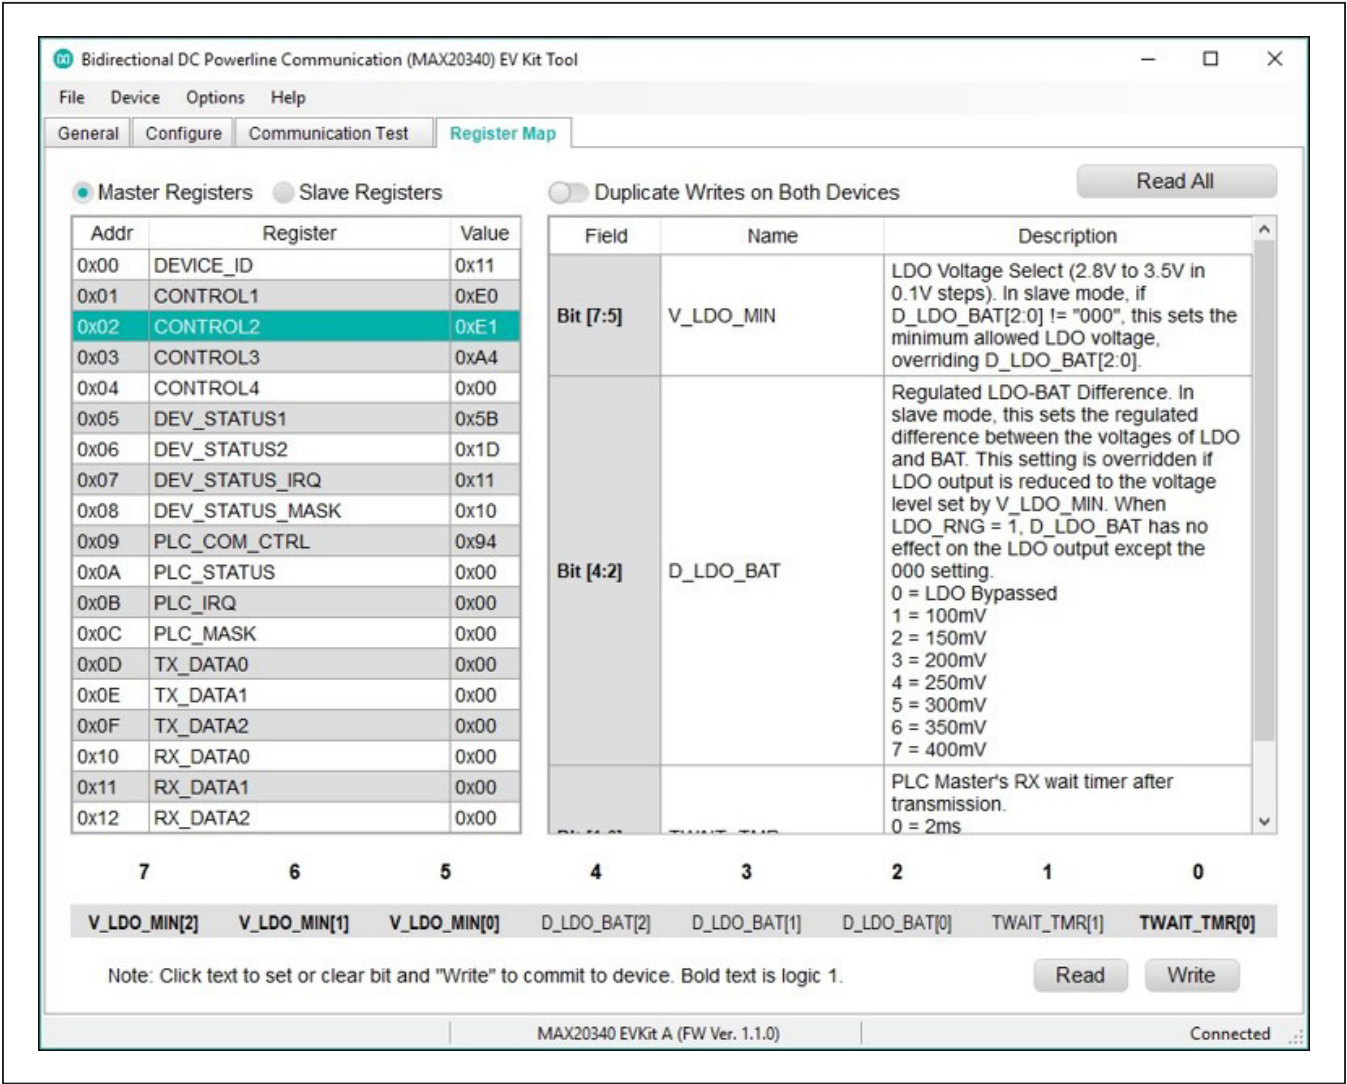 Bidirectional DC Powerline Communication (MAX20340) EV Kit Tool
File Device Options Help
General Configure Communication Test Register Map
Master Registers Slave Registers
Duplicate Writes on Both Devices
Read All
Addr Register Value
0x00 DEVICE_ID 0x11
0x01 CONTROL1 0xE0
0x02 CONTROL2 0xE1
0x03 CONTROL3 0xA4
0x04 CONTROL4 0x00
0x05 DEV_STATUS1 0x5B
0x06 DEV_STATUS2 0x1D
0x07 DEV_STATUS_IRQ 0x11
0x08 DEV_STATUS_MASK 0x10
0x09 PLC_COM_CTRL 0x94
0x0A PLC_STATUS 0x00
0x0B PLC_IRQ 0x00
0x0C PLC_MASK 0x00
0x0D TX_DATA0 0x00
0x0E TX_DATA1 0x00
0x0F TX_DATA2 0x00
0x10 RX_DATA0 0x00
0x11 RX_DATA1 0x00
0x12 RX_DATA2 0x00
Field Name Description
Bit [7:5] V_LDO_MIN
LDO Voltage Select (2.8V to 3.5V in
0.1V steps). In slave mode, if
D_LDO_BAT[2:0] != "000", this sets the
minimum allowed LDO voltage,
overriding D_LDO_BAT[2:0].
Bit [4:2] D_LDO_BAT
Regulated LDO-BAT Difference. In
slave mode, this sets the regulated
difference between the voltages of LDO
and BAT. This setting is overridden if
LDO output is reduced to the voltage
level set by V_LDO_MIN. When
LDO_RNG = 1, D_LDO_BAT has no
effect on the LDO output except the
000 setting.
0 = LDO Bypassed
1 = 100mV
2 = 150mV
3 = 200mV
4 = 250mV
5 = 300mV
6 = 350mV
7 = 400mV
PLC Master's RX wait timer after
transmission.
0 = 2ms
7 6 5 4 3 2 1 0
V_LDO_MIN[2] V_LDO_MIN[1] V_LDO_MIN[0] D_LDO_BAT[2] D_LDO_BAT[1] D_LDO_BAT[0] TWAIT_TMR[1] TWAIT_TMR[0]
Note: Click text to set or clear bit and "Write" to commit to device. Bold text is logic 1.
Read Write
MAX20340 EVKit A (FW Ver. 1.1.0)
Connected